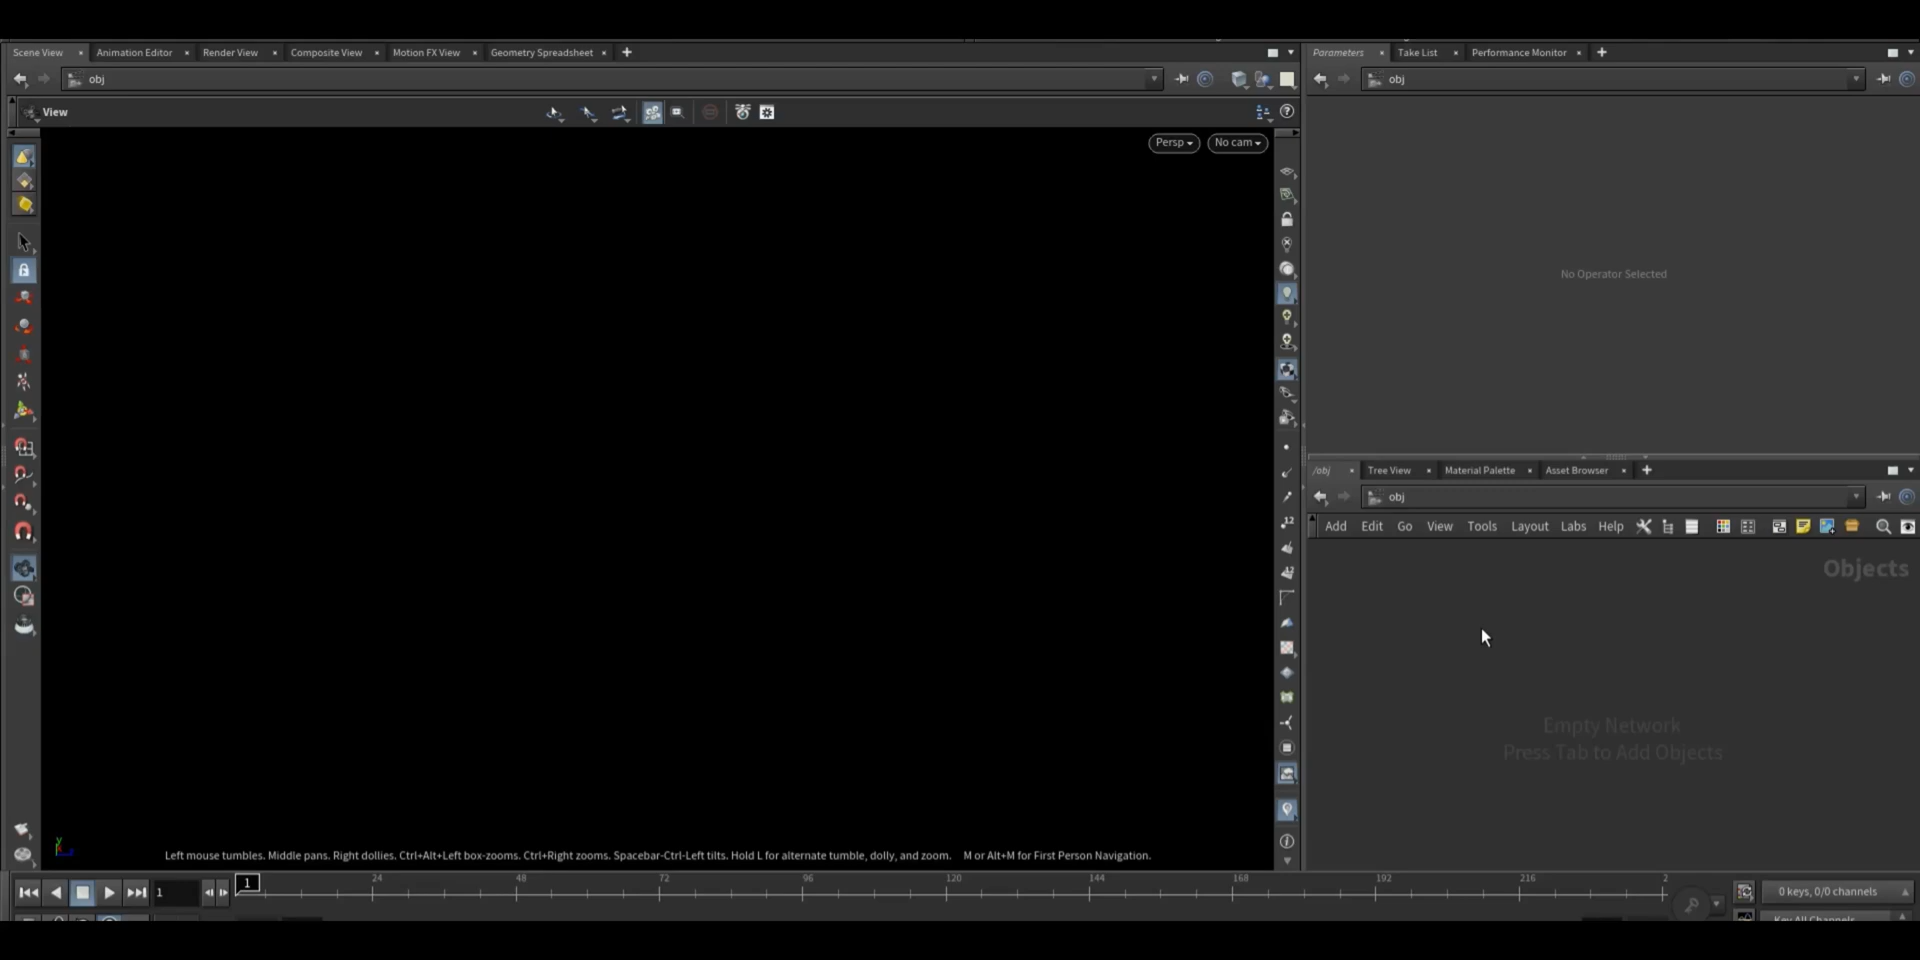 Scene View Animation Editor Render View Composite View Motion FX View Geometry Spreadsheet
obj
View
Persp No cam
Left mouse tumbles. Middle pans. Right dollies. Ctrl+Alt+Left box-zooms. Ctrl+Right zooms. Spacebar-Ctrl-Left tilts. Hold L for alternate tumble, dolly, and zoom. M or Alt+M for First Person Navigation.
Parameters Take List Performance Monitor
obj
No Operator Selected
/obj Tree View Material Palette Asset Browser
obj
Add Edit Go View Tools Layout Labs Help
Objects
Empty Network
Press Tab to Add Objects
1 1 24 48 72 96 120 144 168 192 216 2
0 keys, 0/0 channels
Key All Channels